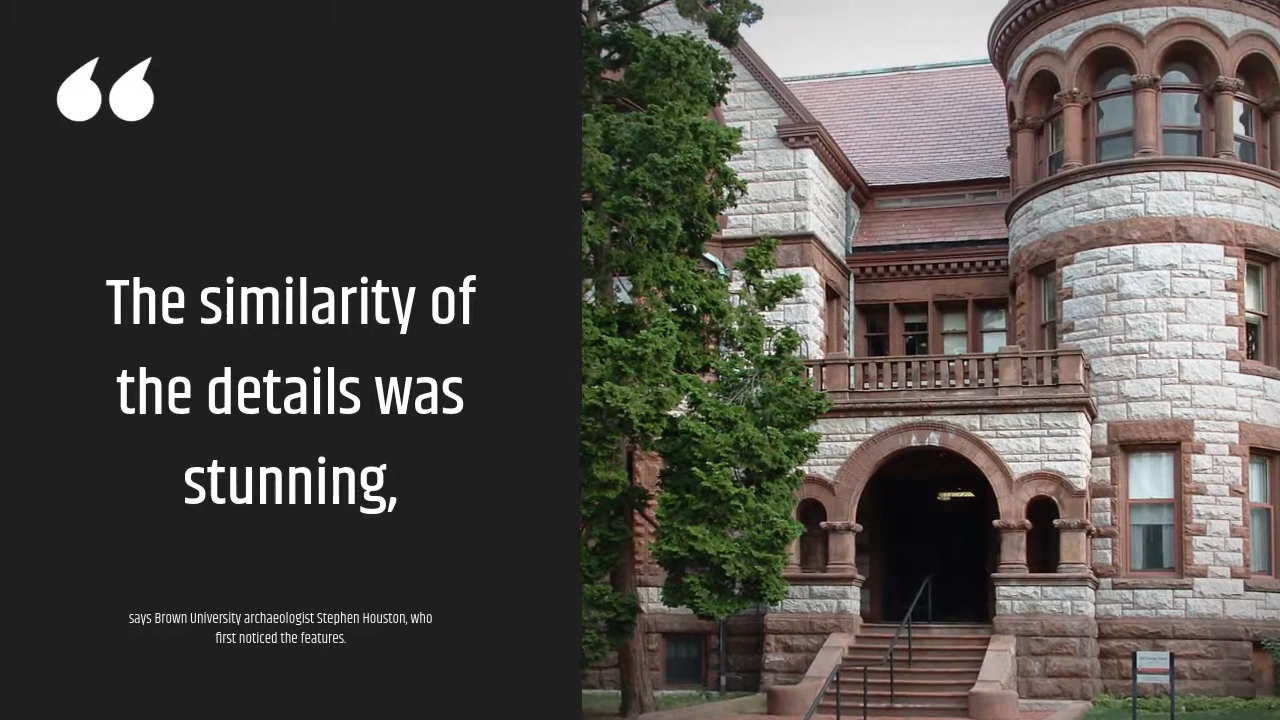 The similarity of
the details was
stunning,
says Brown University archaeologist Stephen Houston, who
first noticed the features.